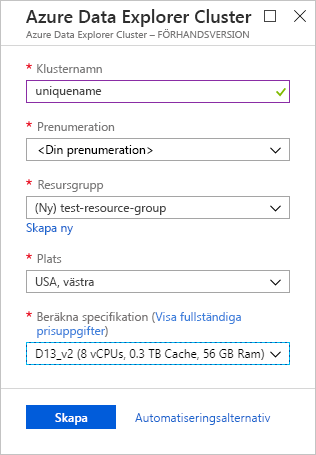 Azure Data Explorer Cluster
Azure Data Explorer Cluster – FÖRHANDSVERSION
* Klusternamn
uniquename
* Prenumeration
<Din prenumeration>
* Resursgrupp
(Ny) test-resource-group
Skapa ny
* Plats
USA, västra
* Beräkna specifikation (Visa fullständiga
prisuppgifter)
D13_v2 (8 vCPUs, 0.3 TB Cache, 56 GB Ram)
Skapa Automatiseringsalternativ